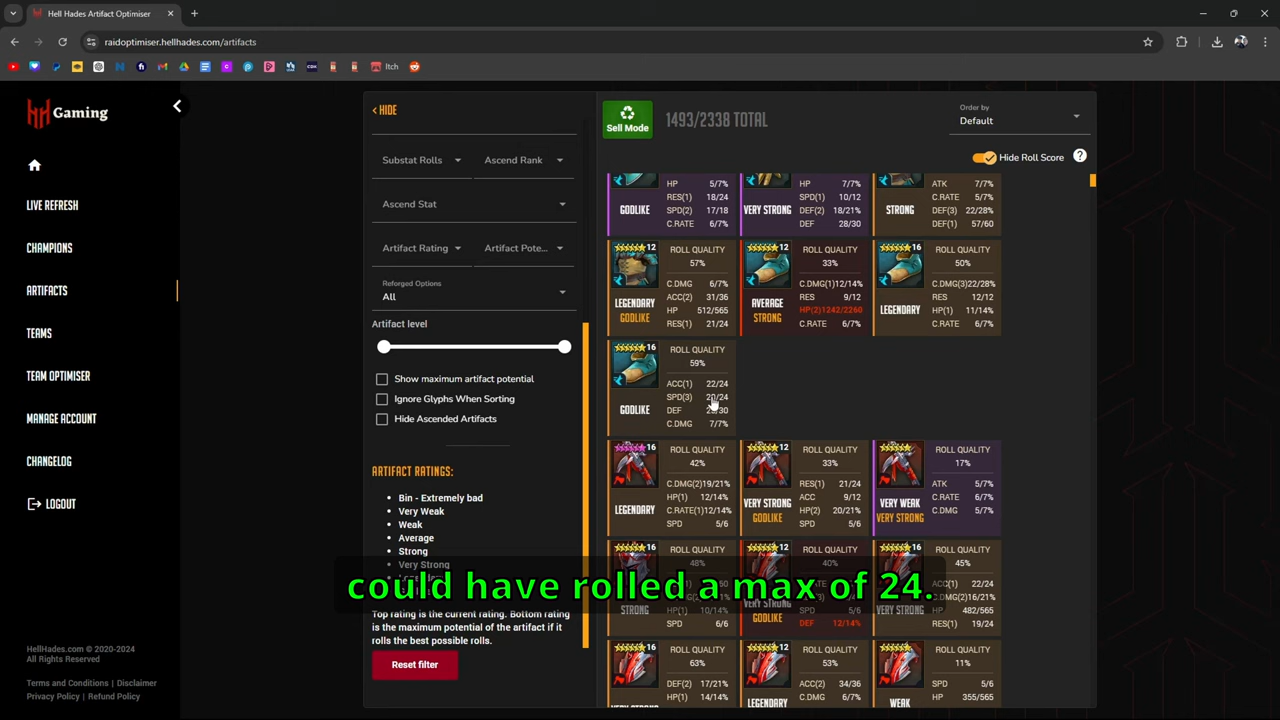 Hell Hades Artifact Optimiser
raidoptimiser.hellhades.com/artifacts
Itch
Gaming
LIVE REFRESH
CHAMPIONS
ARTIFACTS
TEAMS
TEAM OPTIMISER
MANAGE ACCOUNT
CHANGELOG
LOGOUT
HellHades.com © 2020-2024
All Rights Reserved
Terms and Conditions | Disclaimer
Privacy Policy | Refund Policy
< HIDE
Substat Rolls
Ascend Rank
Ascend Stat
Artifact Rating
Artifact Pote...
Reforged Options
All
Artifact level
Show maximum artifact potential
Ignore Glyphs When Sorting
Hide Ascended Artifacts
ARTIFACT RATINGS:
Bin - Extremely bad
Very Weak
Weak
Average
Strong
Very Strong
Top rating is the current rating. Bottom rating
is the maximum potential of the artifact if it
rolls the best possible rolls.
Reset filter
Sell Mode
1493/2338 TOTAL
Order by
Default
Hide Roll Score
?
GODLIKE
HP 5/7%
RES(1) 18/24
SPD(2) 17/18
C.RATE 6/7%
VERY STRONG
HP 7/7%
SPD(1) 10/12
DEF(2) 18/21%
DEF 28/30
STRONG
ATK 7/7%
C.RATE 5/7%
DEF(3) 22/28%
DEF(1) 57/60
12
LEGENDARY
GODLIKE
ROLL QUALITY
57%
C.DMG 6/7%
ACC(2) 31/36
HP 512/565
RES(1) 21/24
12
AVERAGE
STRONG
ROLL QUALITY
33%
C.DMG(1)12/14%
RES 9/12
HP(2)1242/2260
C.RATE 6/7%
16
LEGENDARY
ROLL QUALITY
50%
C.DMG(3)22/28%
RES 12/12
HP(1) 11/14%
C.RATE 6/7%
16
GODLIKE
ROLL QUALITY
59%
ACC(1) 22/24
SPD(3) 20/24
DEF
C.DMG 7/7%
16
LEGENDARY
ROLL QUALITY
42%
C.DMG(2)19/21%
HP(1) 12/14%
C.RATE(1)12/14%
SPD 5/6
12
VERY STRONG
GODLIKE
ROLL QUALITY
33%
RES(1) 21/24
ACC 9/12
HP(2) 20/21%
SPD 5/6
16
VERY WEAK
VERY STRONG
ROLL QUALITY
17%
ATK 5/7%
C.RATE 6/7%
C.DMG 5/7%
16
STRONG
ROLL QUALITY
48%
HP(1) 10/14%
SPD 6/6
12
VERY STRONG
GODLIKE
ROLL QUALITY
40%
SPD 5/6
DEF 12/14%
16
VERY STRONG
ROLL QUALITY
45%
ACC(1) 22/24
C.DMG(2)16/21%
HP 482/565
RES(1) 19/24
16
ROLL QUALITY
63%
DEF(2) 17/21%
HP(1) 14/14%
12
LEGENDARY
ROLL QUALITY
53%
ACC(2) 34/36
C.DMG 6/7%
16
WEAK
ROLL QUALITY
11%
SPD 5/6
HP 355/565
could have rolled a max of 24.